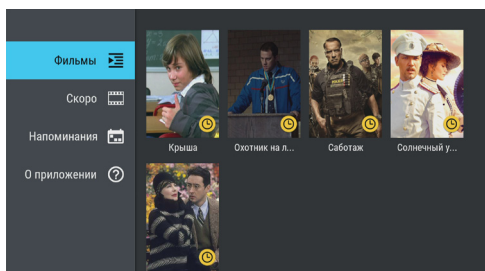 Фильмы
Скоро
Напоминания
О приложении
Крыша
Охотник на л...
Саботаж
Солнечный у...